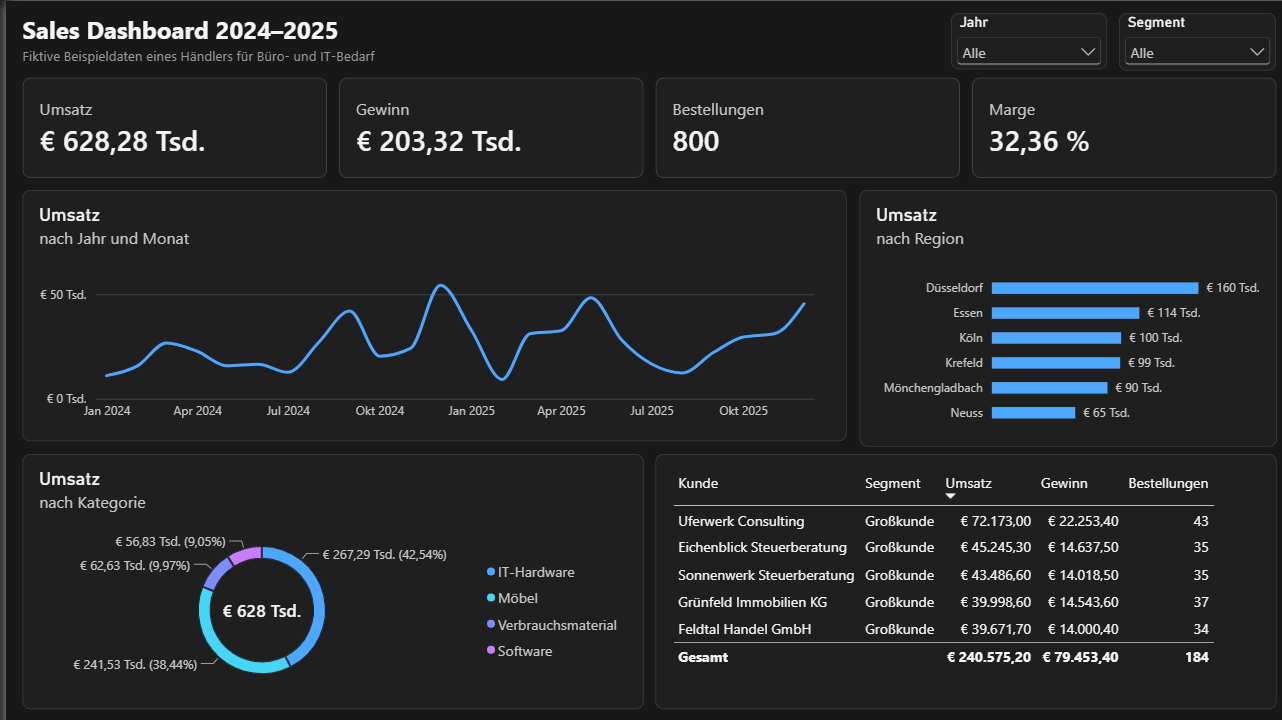 Sales Dashboard 2024–2025
Fiktive Beispieldaten eines Händlers für Büro- und IT-Bedarf
Jahr
Alle
Segment
Alle
Umsatz
€ 628,28 Tsd.
Gewinn
€ 203,32 Tsd.
Bestellungen
800
Marge
32,36 %
Umsatz
nach Jahr und Monat
€ 50 Tsd.
€ 0 Tsd.
Jan 2024 Apr 2024 Jul 2024 Okt 2024 Jan 2025 Apr 2025 Jul 2025 Okt 2025
Umsatz
nach Region
Düsseldorf € 160 Tsd.
Essen € 114 Tsd.
Köln € 100 Tsd.
Krefeld € 99 Tsd.
Mönchengladbach € 90 Tsd.
Neuss € 65 Tsd.
Umsatz
nach Kategorie
€ 56,83 Tsd. (9,05%)
€ 62,63 Tsd. (9,97%)
€ 267,29 Tsd. (42,54%)
€ 628 Tsd.
€ 241,53 Tsd. (38,44%)
IT-Hardware
Möbel
Verbrauchsmaterial
Software
Kunde Segment Umsatz Gewinn Bestellungen
Uferwerk Consulting Großkunde € 72.173,00 € 22.253,40 43
Eichenblick Steuerberatung Großkunde € 45.245,30 € 14.637,50 35
Sonnenwerk Steuerberatung Großkunde € 43.486,60 € 14.018,50 35
Grünfeld Immobilien KG Großkunde € 39.998,60 € 14.543,60 37
Feldtal Handel GmbH Großkunde € 39.671,70 € 14.000,40 34
Gesamt € 240.575,20 € 79.453,40 184